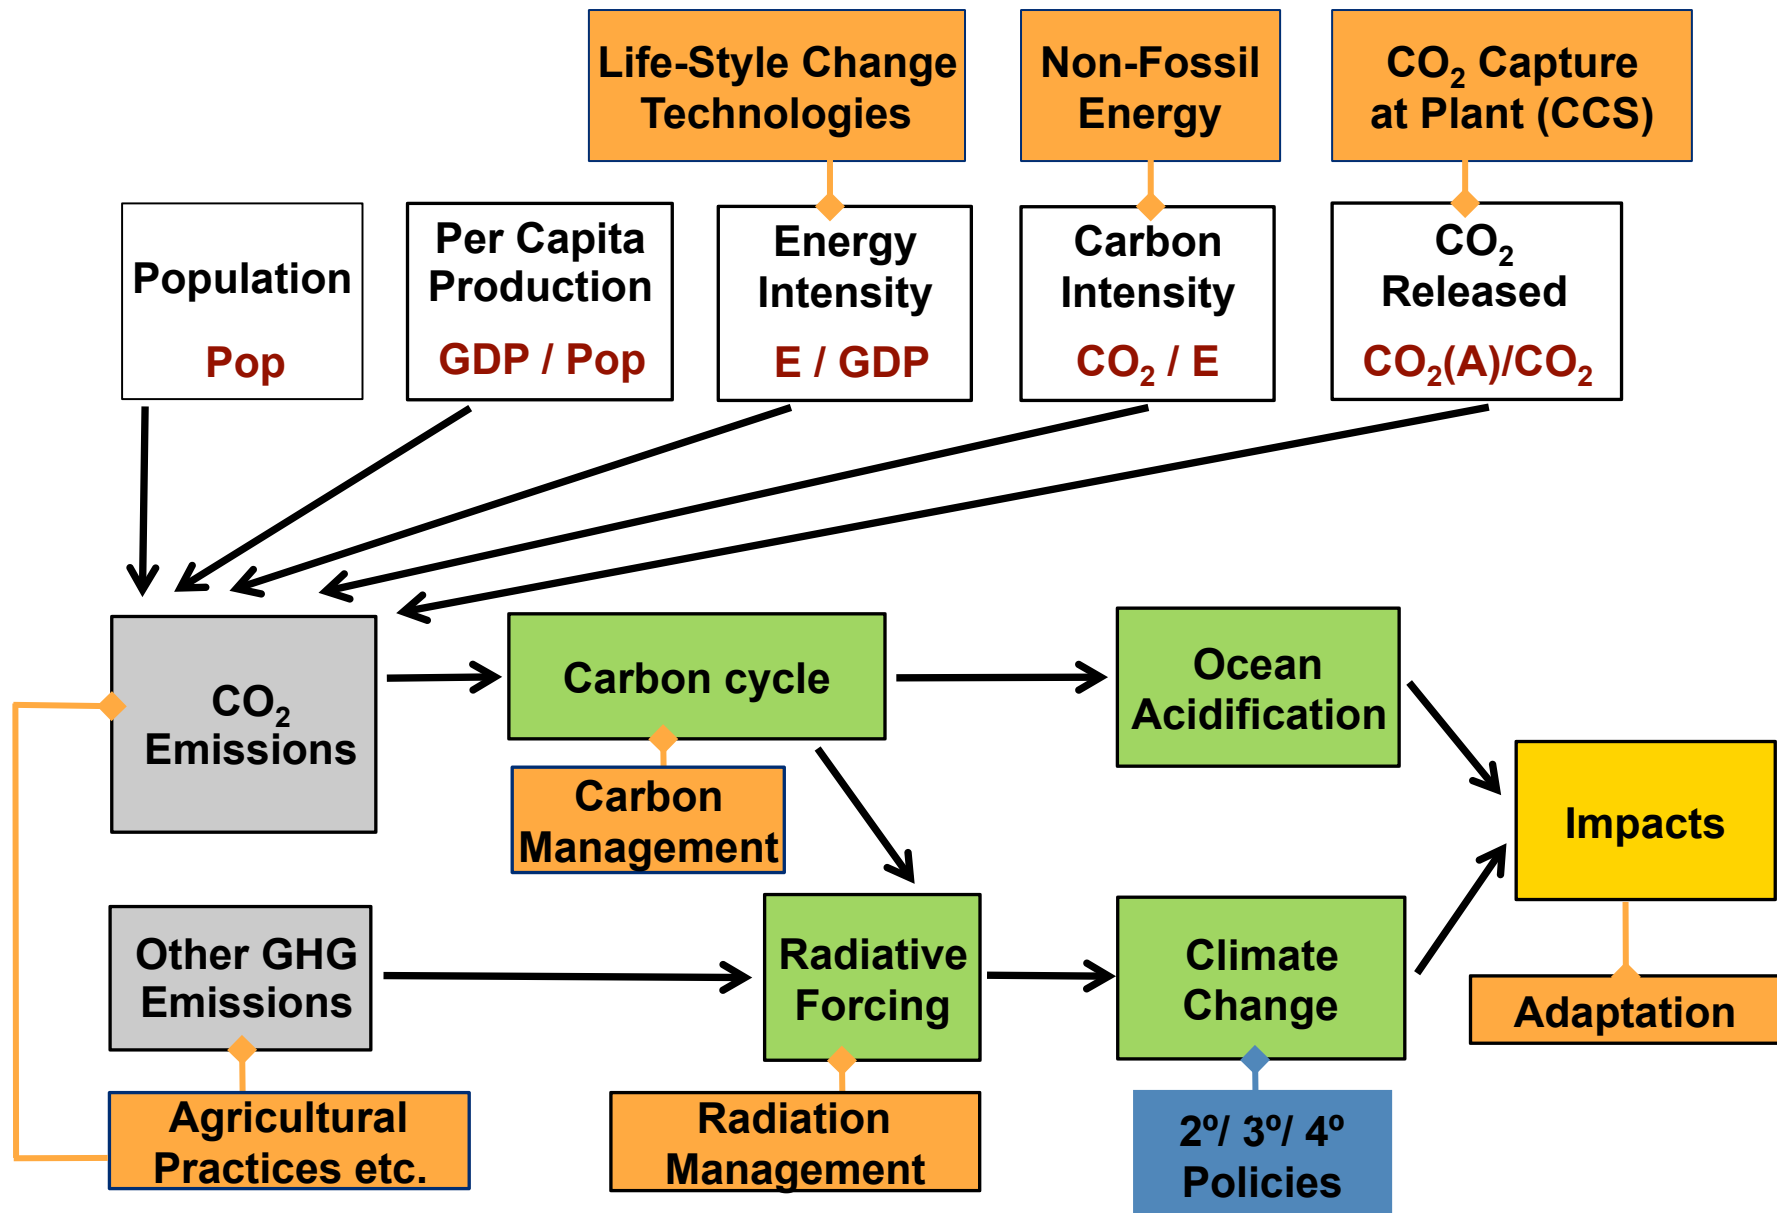 Life-Style Change
Technologies
Non-Fossil
Energy
CO₂ Capture
at Plant (CCS)
Population
Pop
Per Capita
Production
GDP / Pop
Energy
Intensity
E / GDP
Carbon
Intensity
CO₂ / E
CO₂
Released
CO₂(A)/CO₂
CO₂
Emissions
Carbon cycle
Ocean
Acidification
Carbon
Management
Impacts
Other GHG
Emissions
Radiative
Forcing
Climate
Change
Adaptation
Agricultural
Practices etc.
Radiation
Management
2º/ 3º/ 4º
Policies